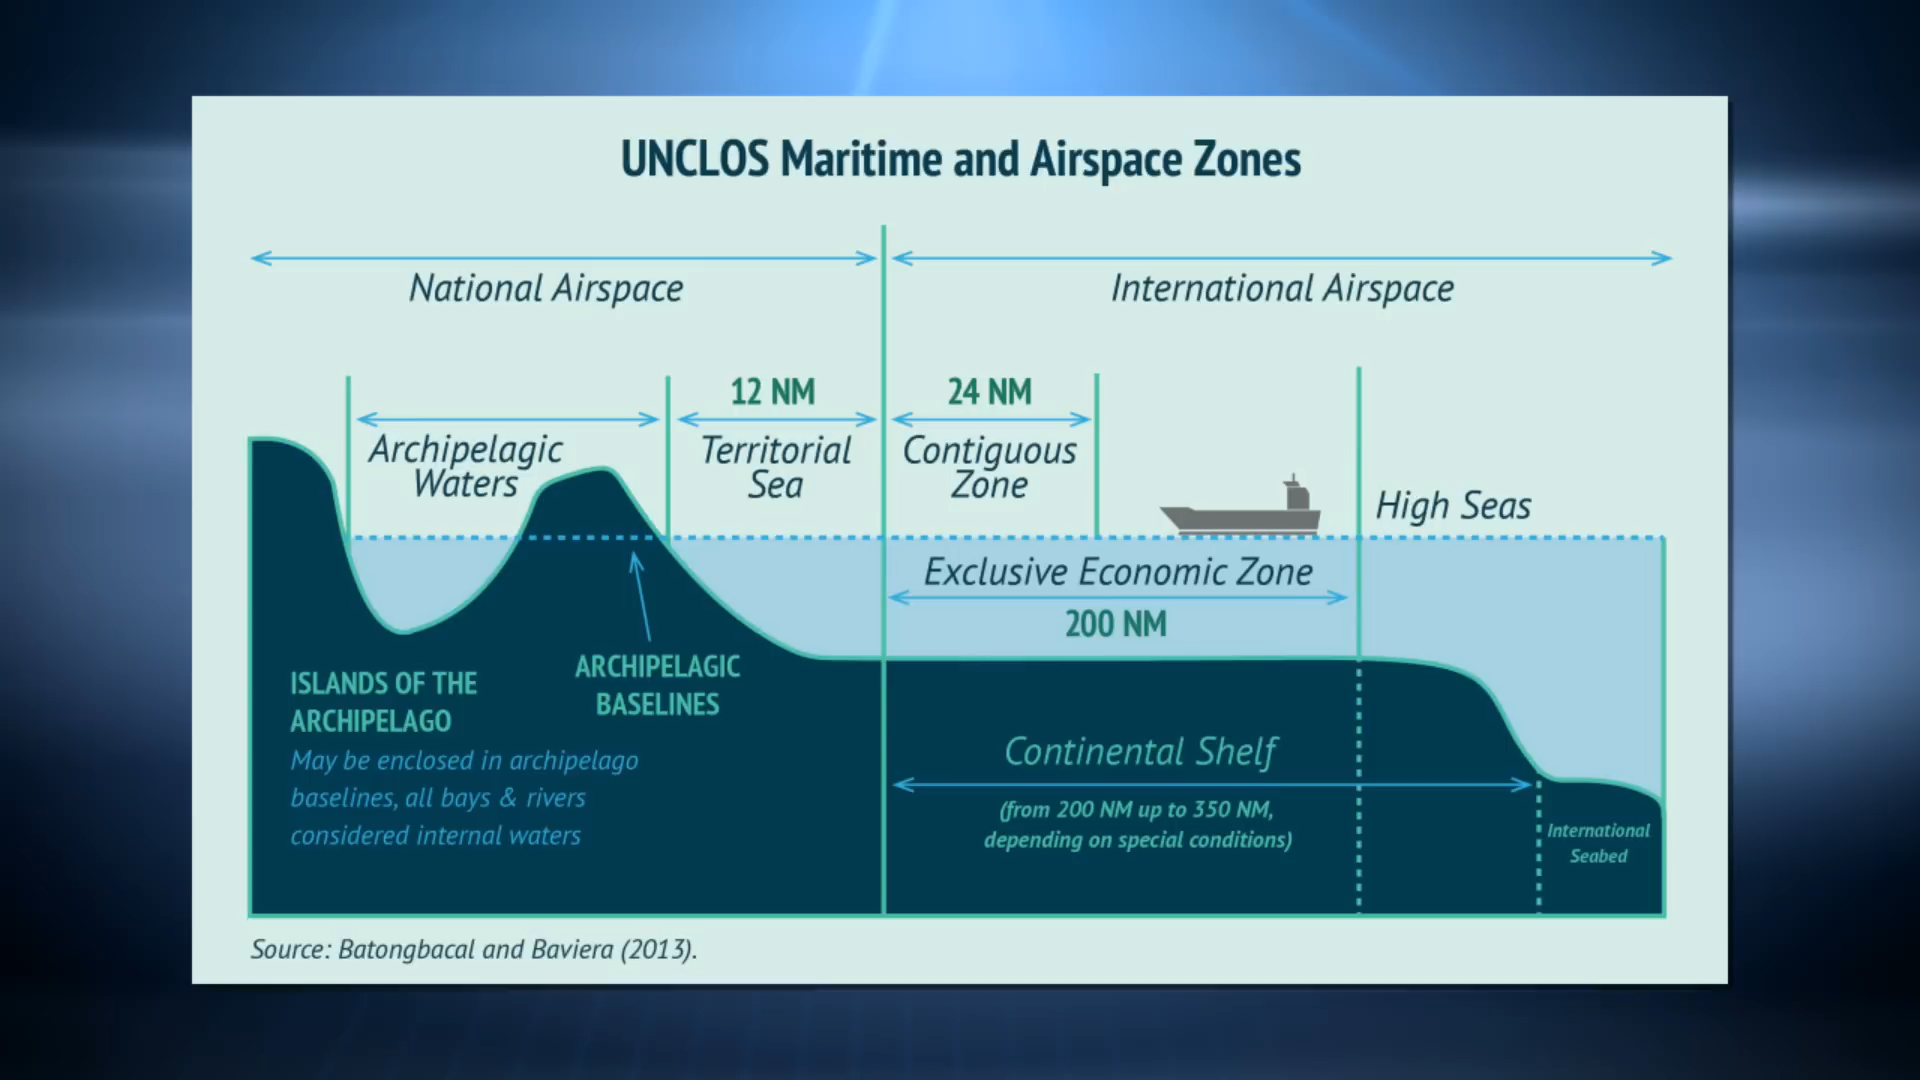 UNCLOS Maritime and Airspace Zones
National Airspace
International Airspace
12 NM
24 NM
Archipelagic
Waters
Territorial
Sea
Contiguous
Zone
High Seas
Exclusive Economic Zone
200 NM
ARCHIPELAGIC
BASELINES
ISLANDS OF THE
ARCHIPELAGO
May be enclosed in archipelago
baselines, all bays & rivers
considered internal waters
Continental Shelf
(from 200 NM up to 350 NM,
depending on special conditions)
International
Seabed
Source: Batongbacal and Baviera (2013).